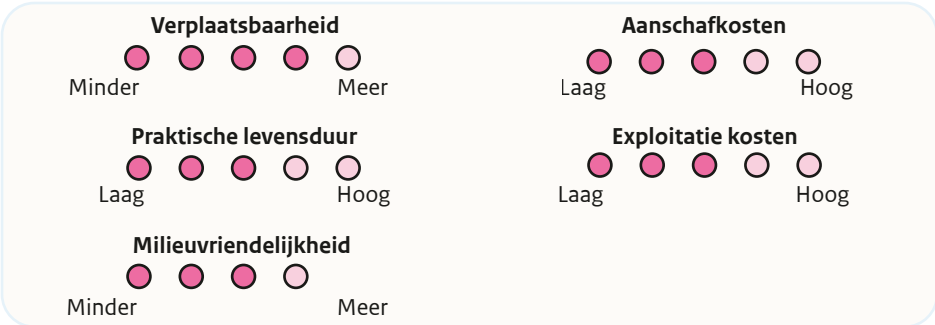 Verplaatsbaarheid
Minder Meer
Aanschafkosten
Laag Hoog
Praktische levensduur
Laag Hoog
Exploitatie kosten
Laag Hoog
Milieuvriendelijkheid
Minder Meer